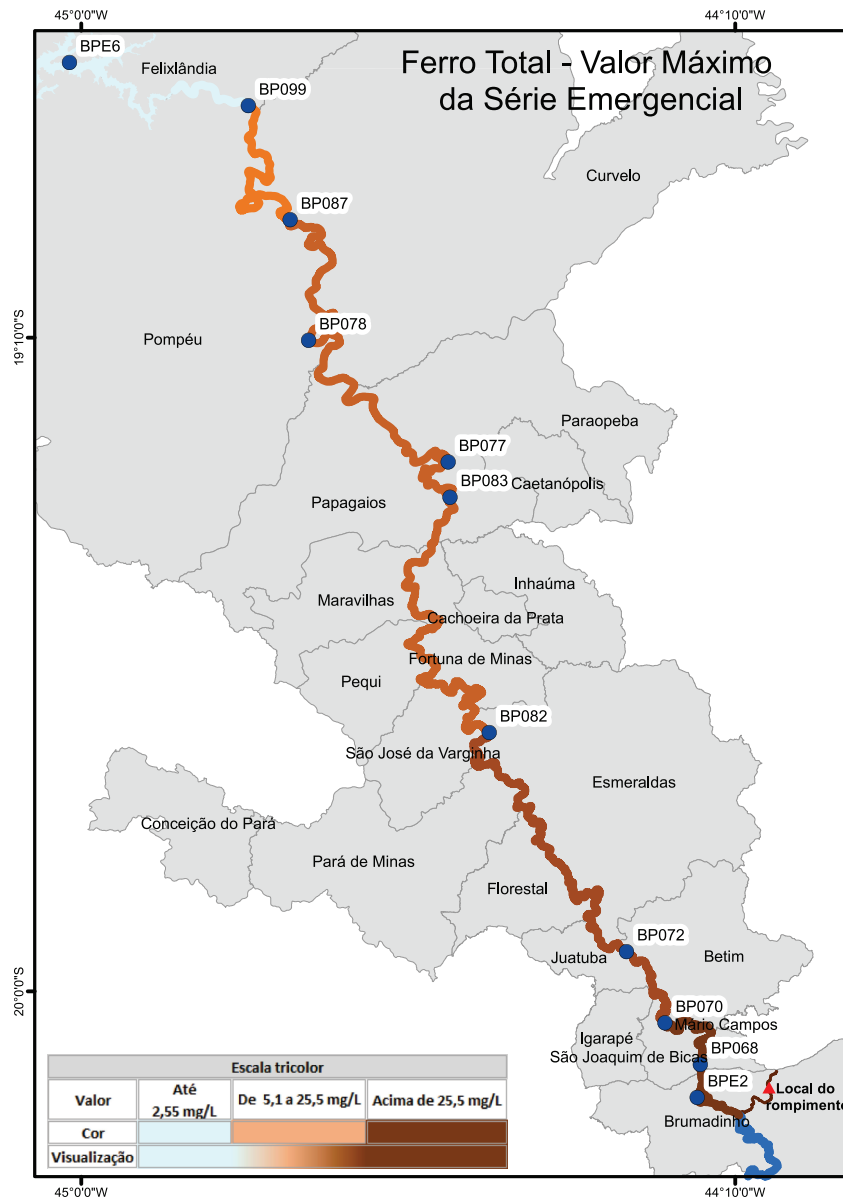 45°0'0"W
44°10'0"W
BPE6
Felixlândia
Ferro Total - Valor Máximo
da Série Emergencial
BP099
Curvelo
BP087
19°10'0"S
BP078
Pompéu
Paraopeba
BP077
BP083
Caetanópolis
Papagaios
Inhaúma
Maravilhas
Cachoeira da Prata
Fortuna de Minas
Pequi
BP082
São José da Varginha
Esmeraldas
Conceição do Pará
Pará de Minas
Florestal
BP072
Juatuba
Betim
20°0'0"S
BP070
Mário Campos
Igarapé
BP068
São Joaquim de Bicas
BPE2
Local do
rompimento
Brumadinho
Escala tricolor
Valor
Até
2,55 mg/L
De 5,1 a 25,5 mg/L
Acima de 25,5 mg/L
Cor
Visualização
45°0'0"W
44°10'0"W